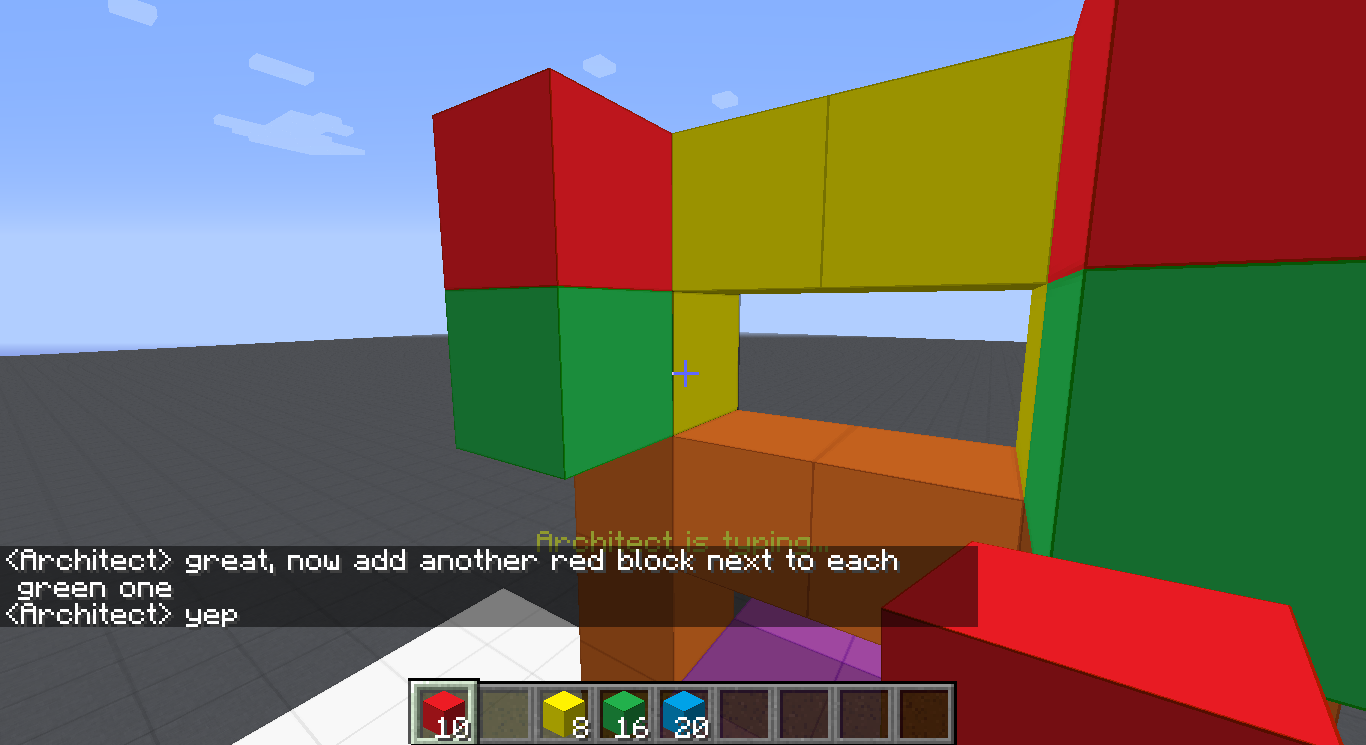 Architect is typing...
<Architect> great, now add another red block next to each
green one
<Architect> yep
10 8 16 20